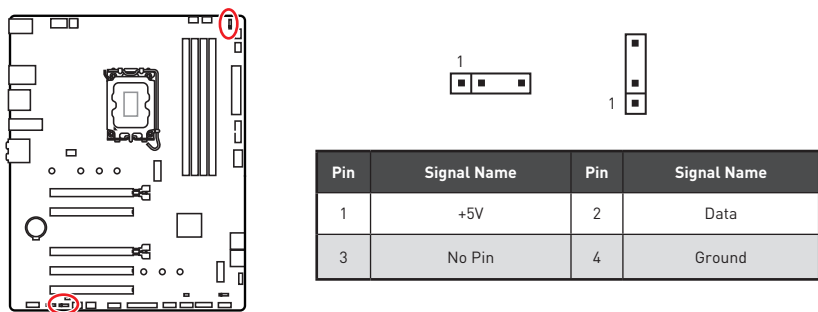 1
1
Pin Signal Name Pin Signal Name
1 +5V 2 Data
3 No Pin 4 Ground